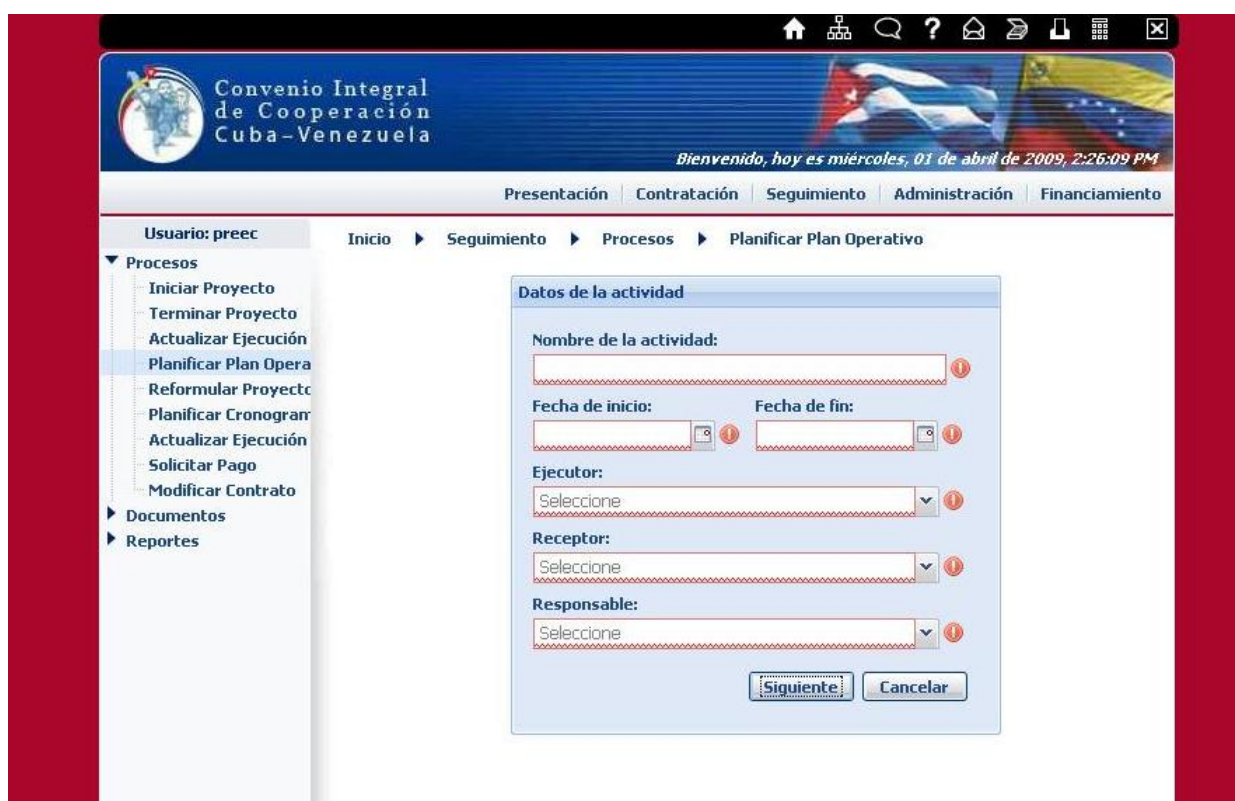 Convenio Integral
de Cooperación
Cuba-Venezuela
Bienvenido, hoy es miércoles, 01 de abril de 2009, 2:26:09 PM
Presentación Contratación Seguimiento Administración Financiamiento
Usuario: preec
Inicio Seguimiento Procesos Planificar Plan Operativo
Procesos
Iniciar Proyecto
Terminar Proyecto
Actualizar Ejecución
Planificar Plan Opera
Reformular Proyecto
Planificar Cronogram
Actualizar Ejecución
Solicitar Pago
Modificar Contrato
Documentos
Reportes
Datos de la actividad
Nombre de la actividad:
Fecha de inicio: Fecha de fin:
Ejecutor:
Seleccione
Receptor:
Seleccione
Responsable:
Seleccione
Siguiente Cancelar